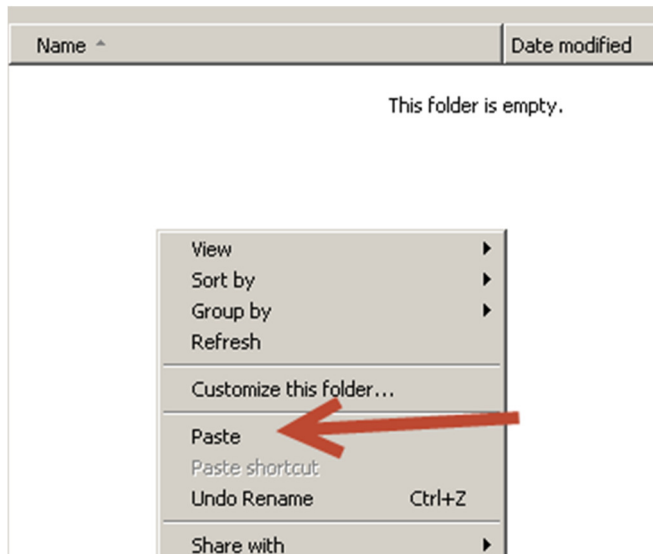 Name
Date modified
This folder is empty.
View
Sort by
Group by
Refresh
Customize this folder...
Paste
Paste shortcut
Undo Rename Ctrl+Z
Share with